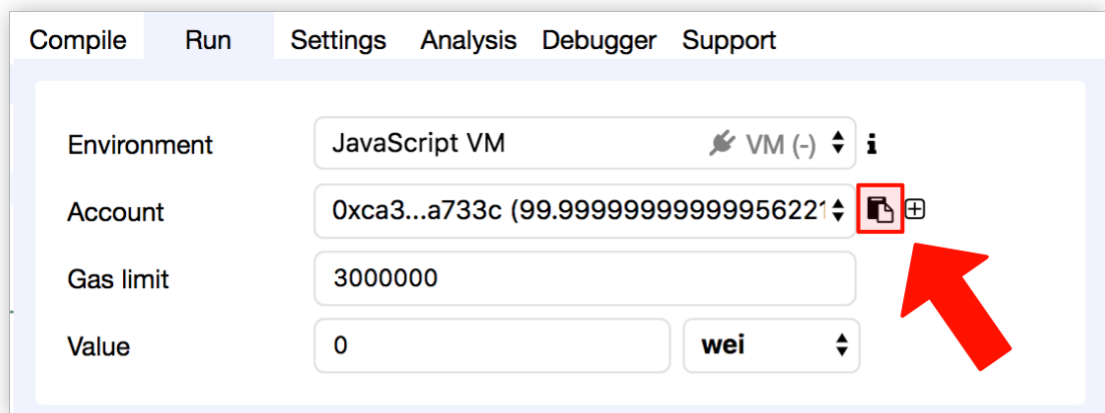 Compile Run Settings Analysis Debugger Support
Environment JavaScript VM VM (-) i
Account 0xca3...a733c (99.99999999999956221
Gas limit 3000000
Value 0 wei